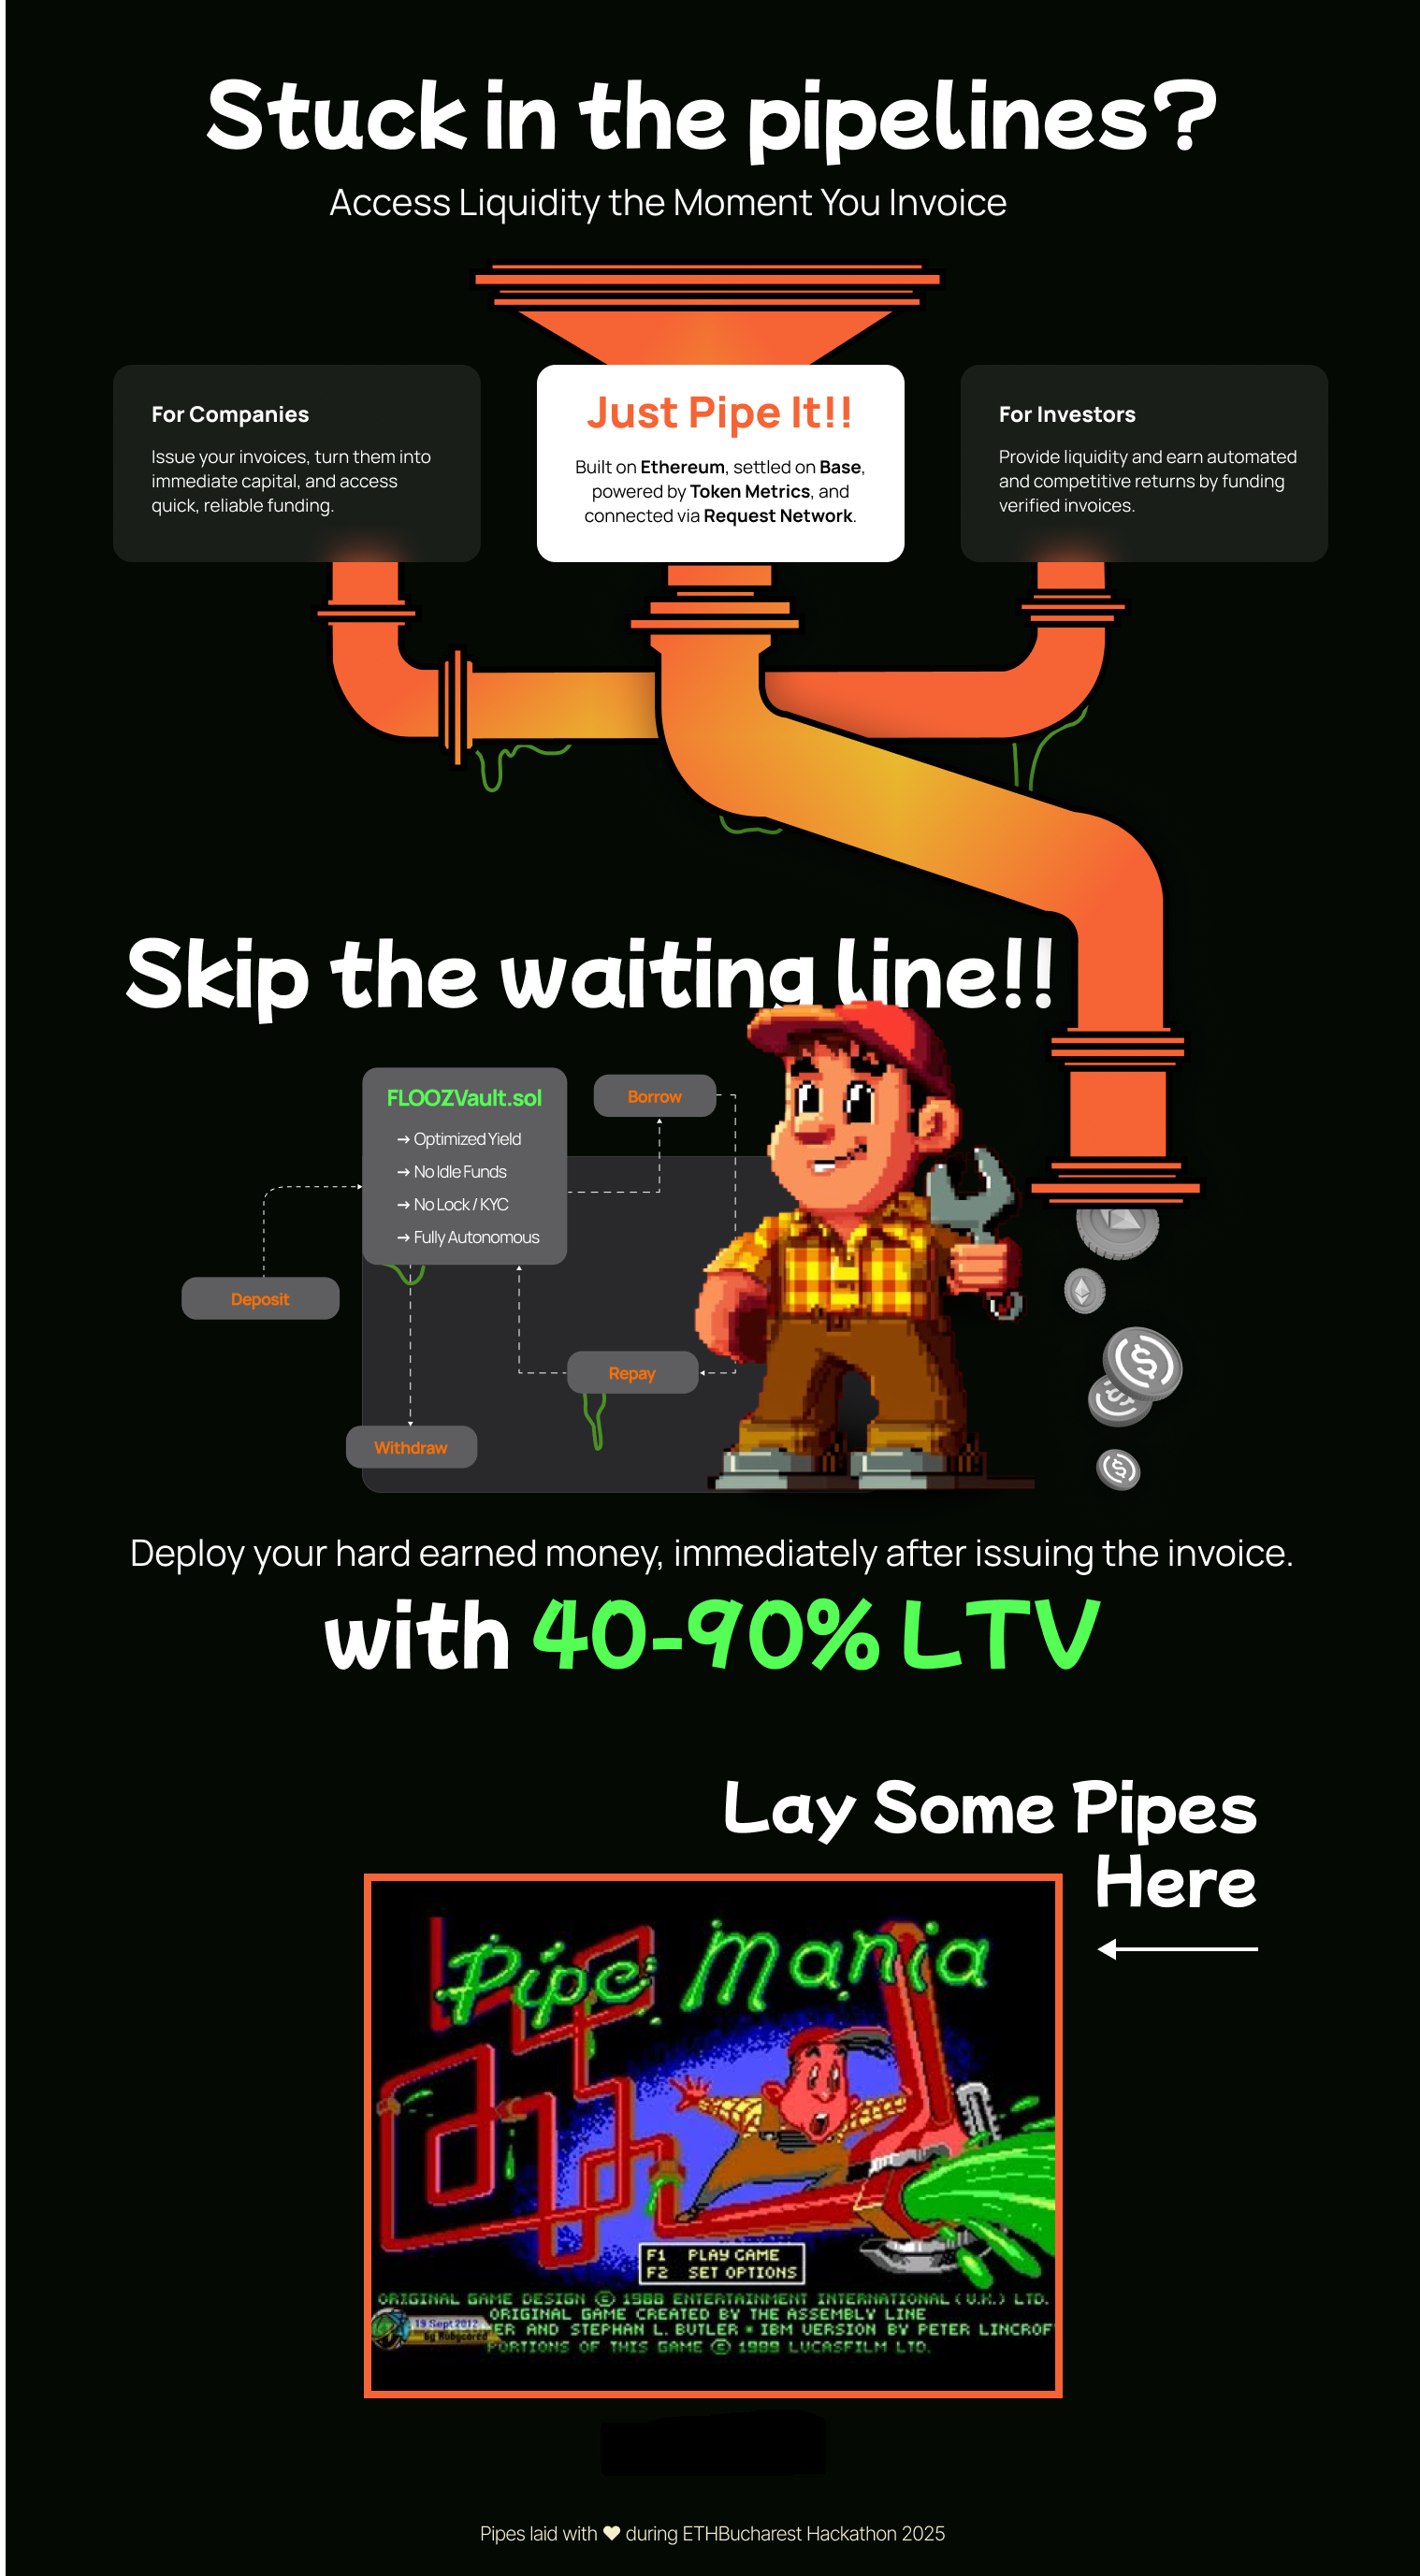 Stuck in the pipelines?
Access Liquidity the Moment You Invoice
For Companies
Issue your invoices, turn them into
immediate capital, and access
quick, reliable funding.
Just Pipe It!!
Built on Ethereum, settled on Base,
powered by Token Metrics, and
connected via Request Network.
For Investors
Provide liquidity and earn automated
and competitive returns by funding
verified invoices.
Skip the waiting line!!
FLOOZVault.sol
→ Optimized Yield
→ No Idle Funds
→ No Lock / KYC
→ Fully Autonomous
Borrow
Deposit
Repay
Withdraw
Deploy your hard earned money, immediately after issuing the invoice.
with 40-90% LTV
Lay Some Pipes
Here
Pipe Mania
F1 PLAY GAME
F2 SET OPTIONS
ORIGINAL GAME DESIGN © 1988 ENTERTAINMENT INTERNATIONAL (U.K.) LTD.
ORIGINAL GAME CREATED BY THE ASSEMBLY LINE
19 Sept 2012
AND STEPHAN L. BUTLER * IBM VERSION BY PETER
by Rubycored
PORTIONS OF THIS GAME © 1989 LUCASFILM LTD.
Pipes laid with ♥ during ETHBucharest Hackathon 2025